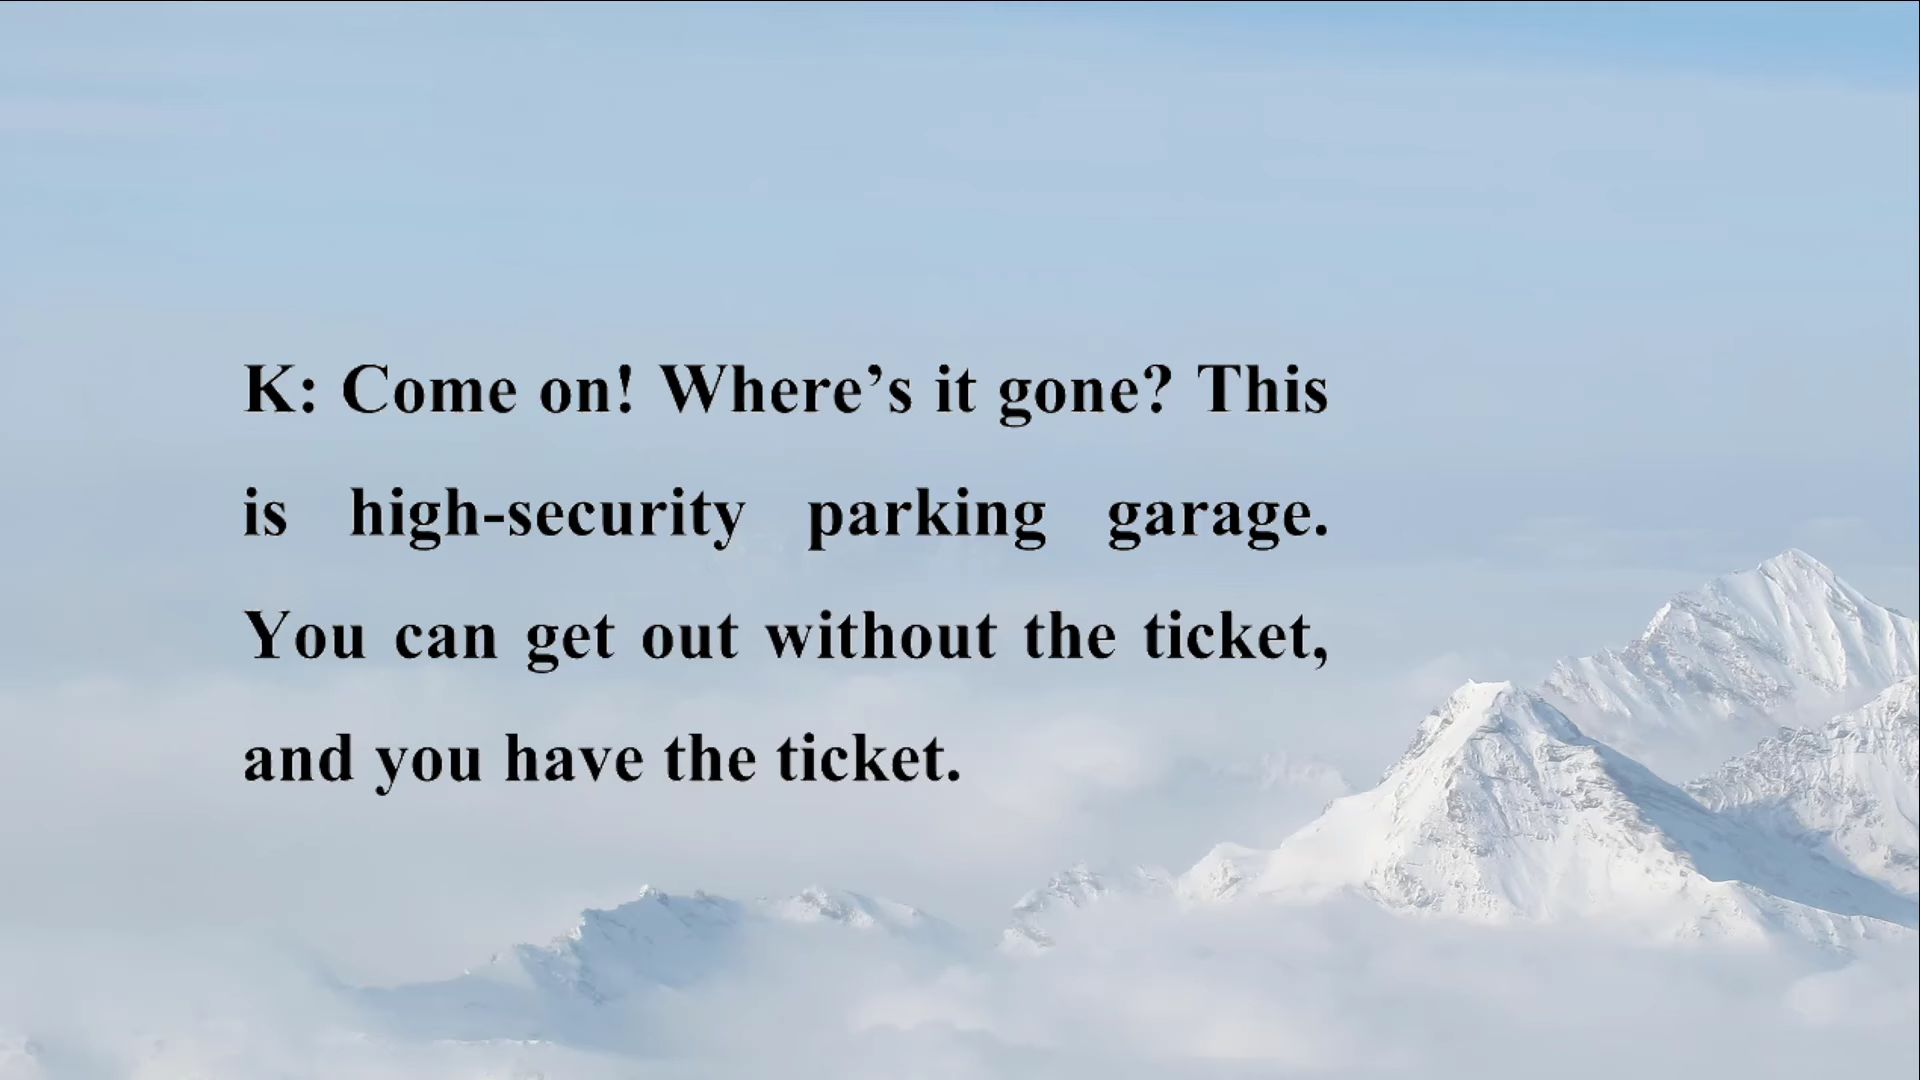 K: Come on! Where’s it gone? This
is high-security parking garage.
You can get out without the ticket,
and you have the ticket.